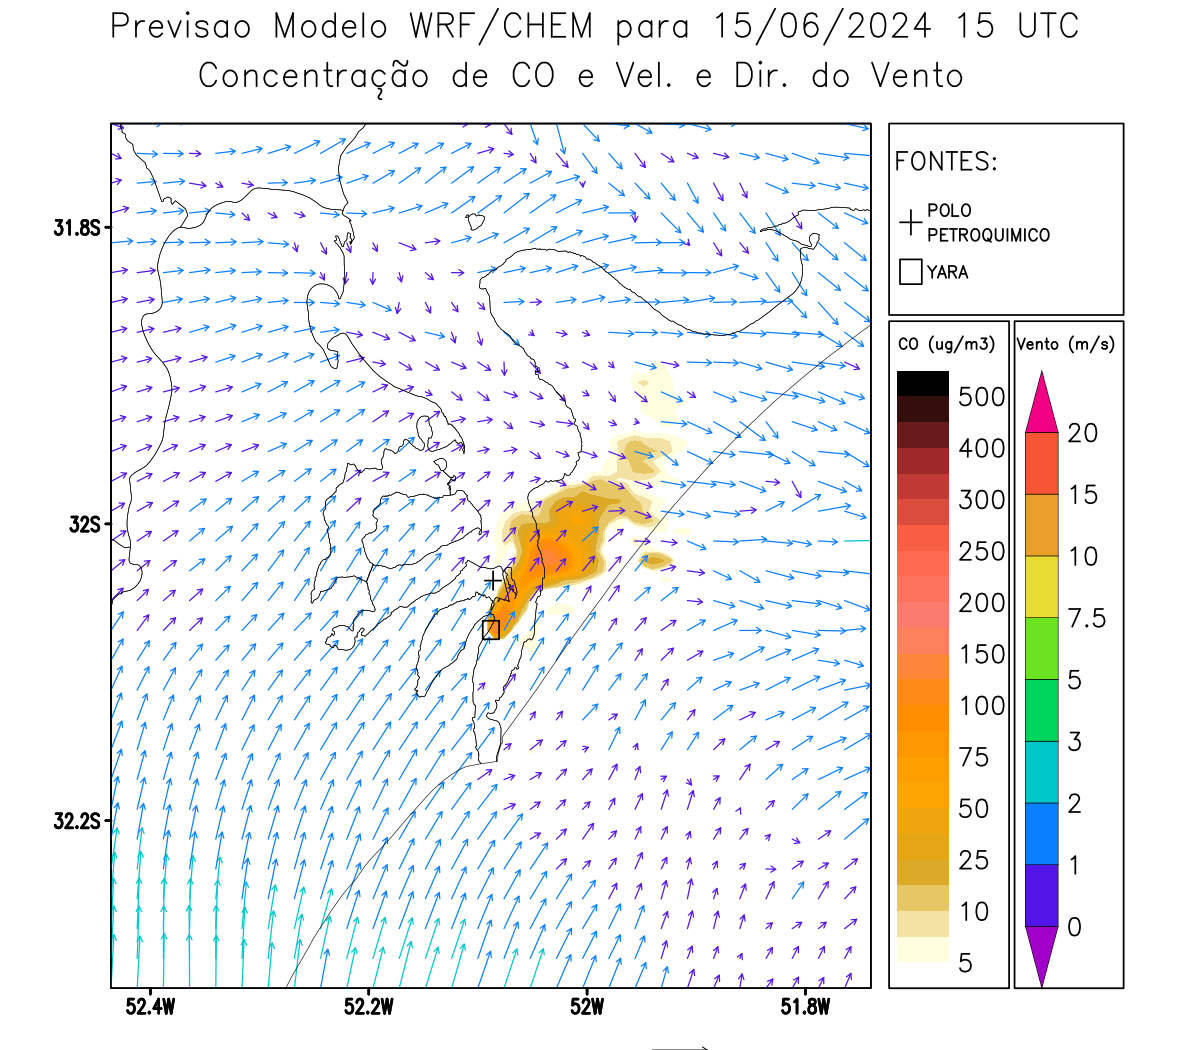 Previsao Modelo WRF/CHEM para 15/06/2024 15 UTC
Concentração de CO e Vel. e Dir. do Vento
FONTES:
POLO
PETROQUIMICO
YARA
CO (ug/m3)
500
400
300
250
200
150
100
75
50
25
10
5
Vento (m/s)
20
15
10
7.5
5
3
2
1
0
31.8S
32S
32.2S
52.4W
52.2W
52W
51.8W